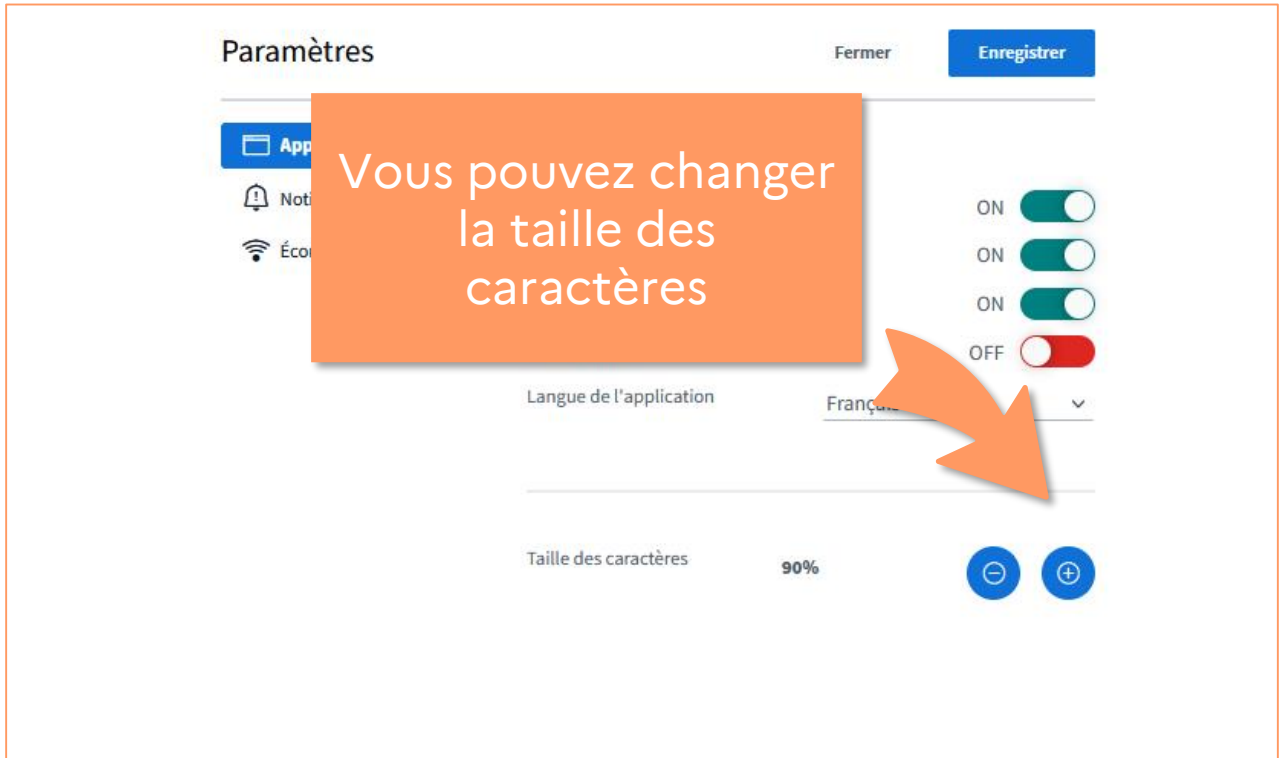 Paramètres
Fermer
Enregistrer
Vous pouvez changer
la taille des
caractères
ON
ON
ON
OFF
Langue de l'application
Taille des caractères
90%